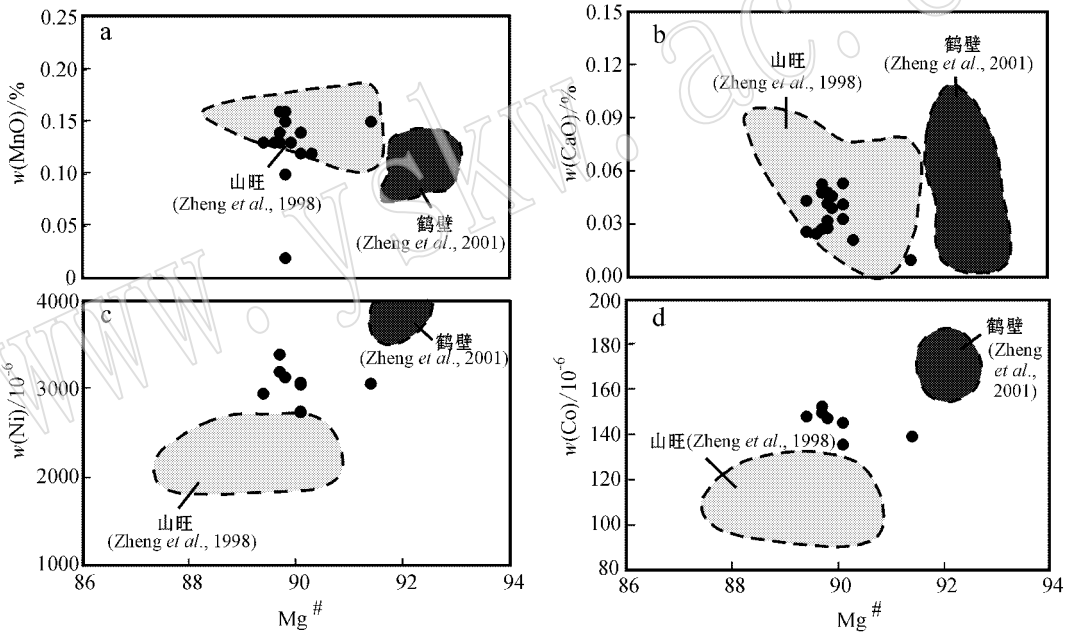 a
0.25
0.20
0.15
0.10
0.05
0
w(MnO)/%
山旺
(Zheng et al., 1998)
鹤壁
(Zheng et al., 2001)
b
0.15
0.12
0.09
0.06
0.03
0.00
w(CaO)/%
山旺
(Zheng et al., 1998)
鹤壁
(Zheng et al., 2001)
c
4000
3000
2000
1000
w(Ni)/10-6
鹤壁
(Zheng et al., 2001)
山旺
(Zheng et al., 1998)
86 88 90 92 94
Mg #
d
200
180
160
140
120
100
80
w(Co)/10-6
鹤壁
(Zheng
et al.,
2001)
山旺(Zheng et al., 1998)
86 88 90 92 94
Mg #
www.yskw.ac.